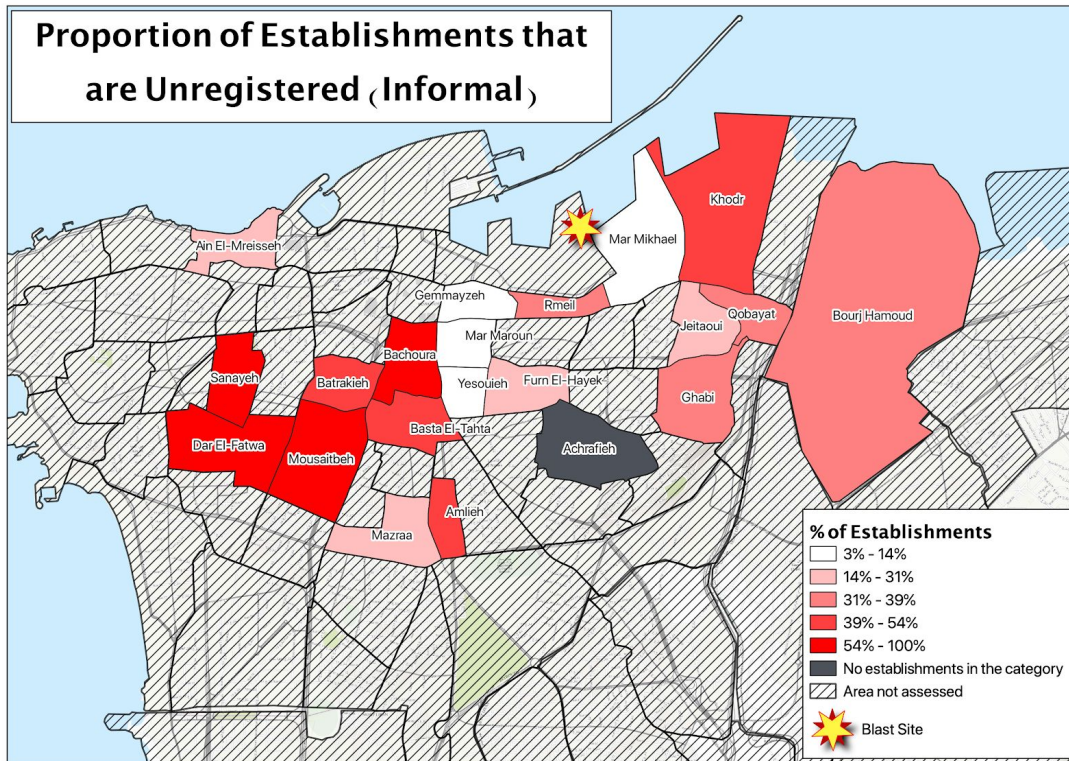 Proportion of Establishments that
are Unregistered (Informal)
Khodr
Ain El-Mreisseh
Mar Mikhael
Gemmayzeh
Rmeil
Qobayat
Bourj Hamoud
Jeitaoui
Mar Maroun
Bachoura
Sanayeh
Batrakieh
Yesouieh
Furn El-Hayek
Ghabi
Basta El-Tahta
Dar El-Fatwa
Mousaitbeh
Achrafieh
Amlieh
Mazraa
% of Establishments
3% - 14%
14% - 31%
31% - 39%
39% - 54%
54% - 100%
No establishments in the category
Area not assessed
Blast Site